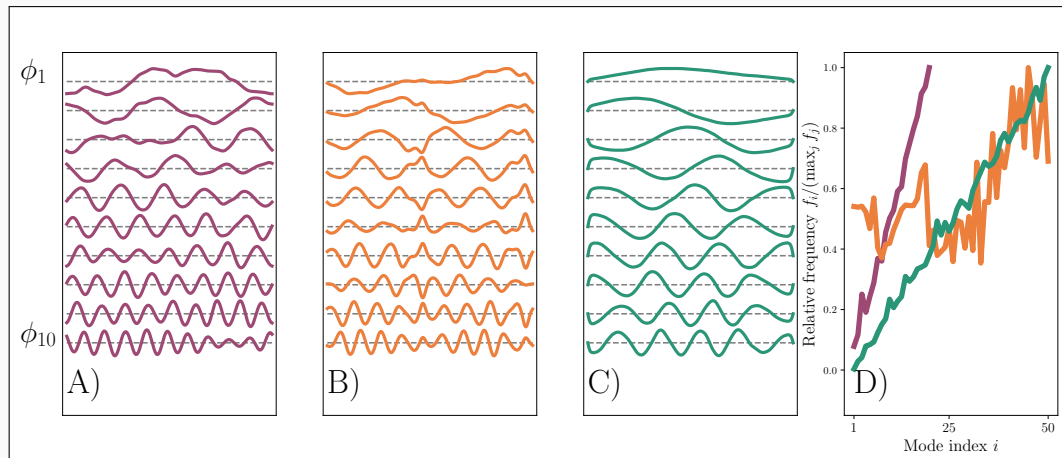 ϕ₁
ϕ₁₀
A)
B)
C)
D)
Relative frequency fᵢ/(maxⱼ fⱼ)
1.0
0.8
0.6
0.4
0.2
0.0
1
25
50
Mode index i